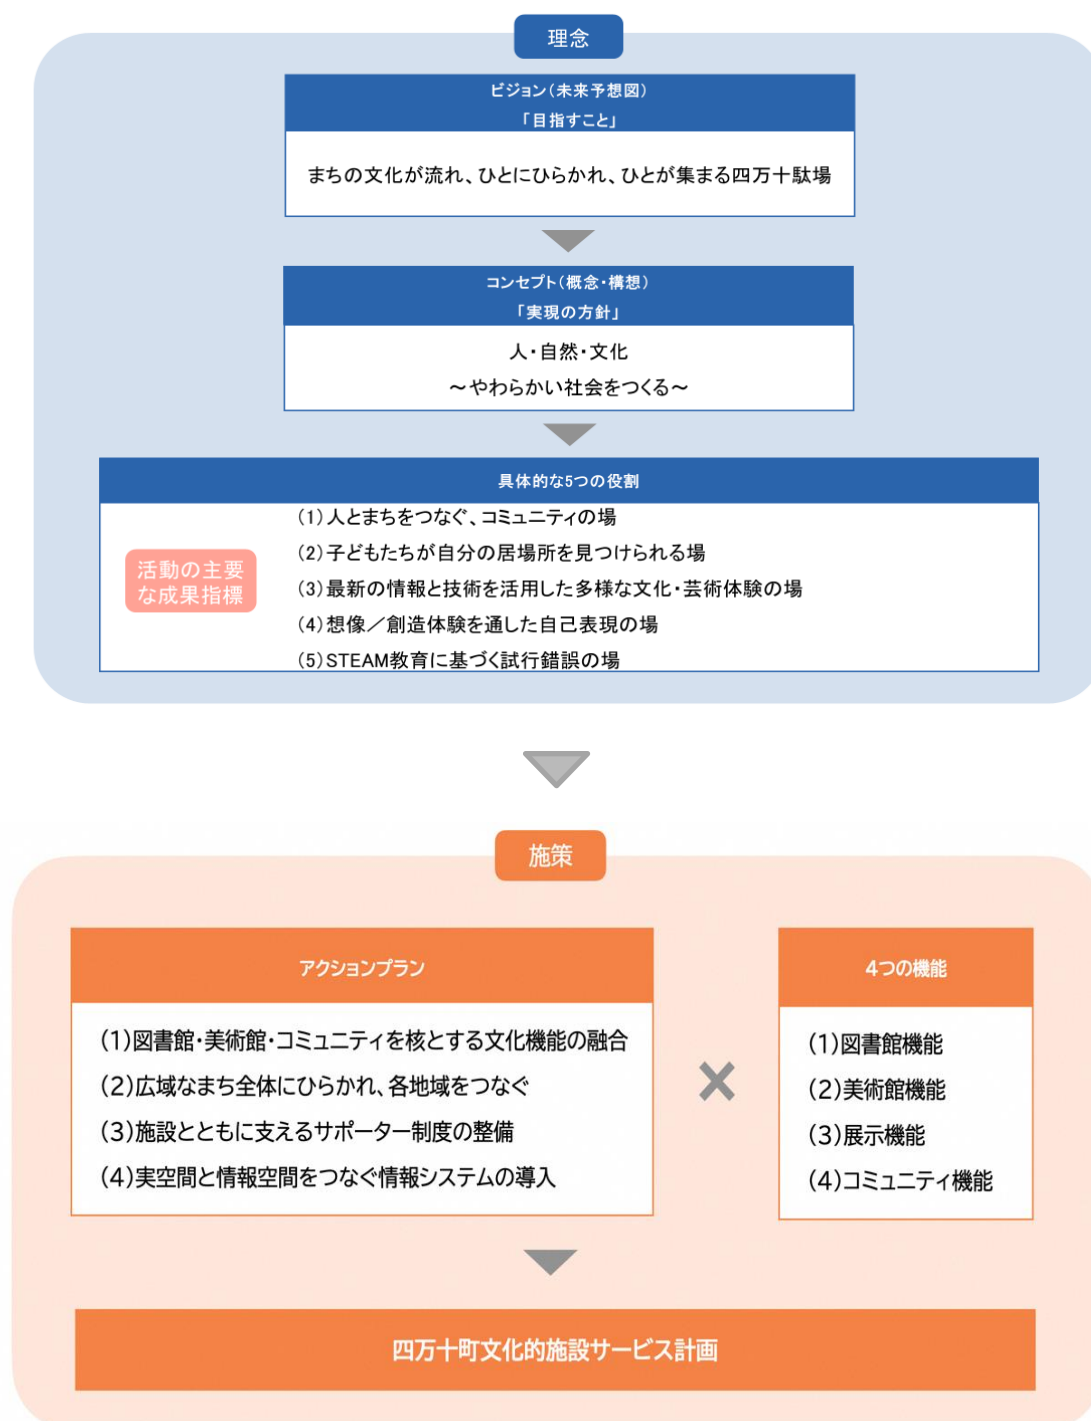 理念
ビジョン(未来予想図)
「目指すこと」
まちの文化が流れ、ひとにひらかれ、ひとが集まる四万十駄場
コンセプト(概念・構想)
「実現の方針」
人・自然・文化
～やわらかい社会をつくる～
具体的な5つの役割
活動の主要
な成果指標
(1)人とまちをつなぐ、コミュニティの場
(2)子どもたちが自分の居場所を見つけられる場
(3)最新の情報と技術を活用した多様な文化・芸術体験の場
(4)想像／創造体験を通した自己表現の場
(5)STEAM教育に基づく試行錯誤の場
施策
アクションプラン
(1)図書館・美術館・コミュニティを核とする文化機能の融合
(2)広域なまち全体にひらかれ、各地域をつなぐ
(3)施設とともに支えるサポーター制度の整備
(4)実空間と情報空間をつなぐ情報システムの導入
×
4つの機能
(1)図書館機能
(2)美術館機能
(3)展示機能
(4)コミュニティ機能
四万十町文化的施設サービス計画